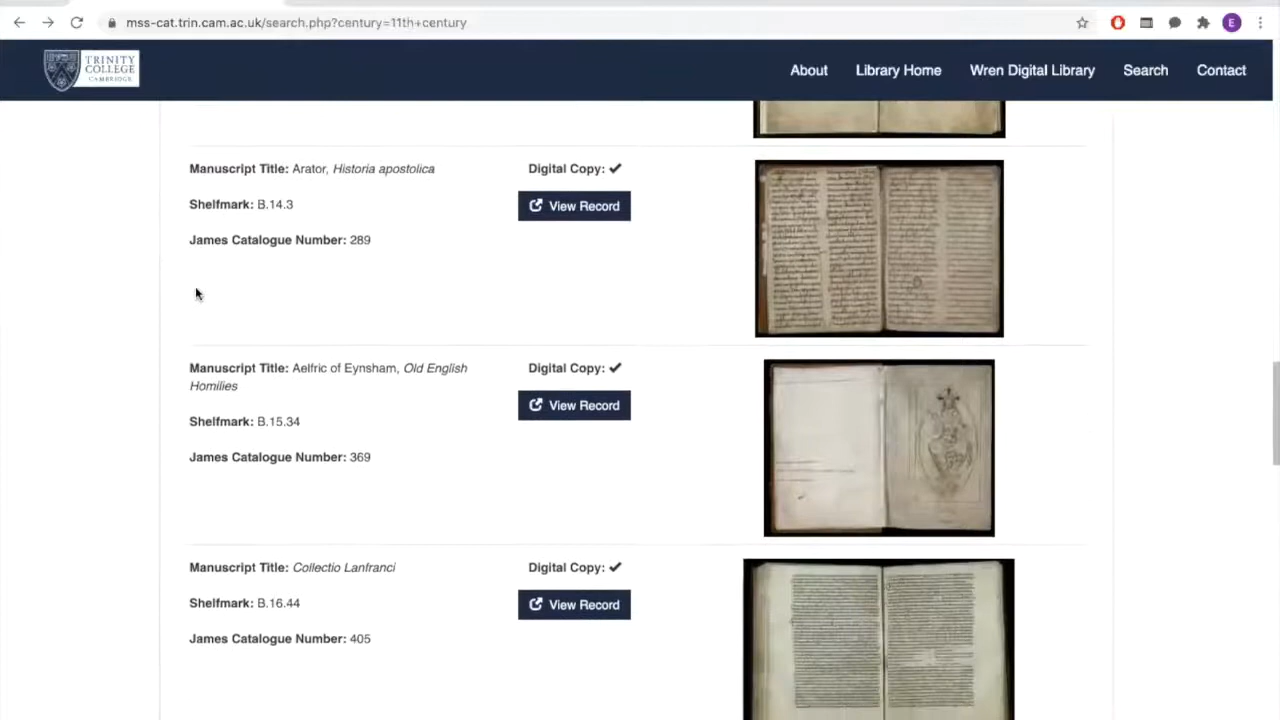 mss-cat.trin.cam.ac.uk/search.php?century=11th+century
E
TRINITY
COLLEGE
CAMBRIDGE
About
Library Home
Wren Digital Library
Search
Contact
Manuscript Title: Arator, Historia apostolica
Digital Copy: ✔
Shelfmark: B.14.3
View Record
James Catalogue Number: 289
Manuscript Title: Aelfric of Eynsham, Old English
Homilies
Digital Copy: ✔
View Record
Shelfmark: B.15.34
James Catalogue Number: 369
Manuscript Title: Collectio Lanfranci
Digital Copy: ✔
Shelfmark: B.16.44
View Record
James Catalogue Number: 405